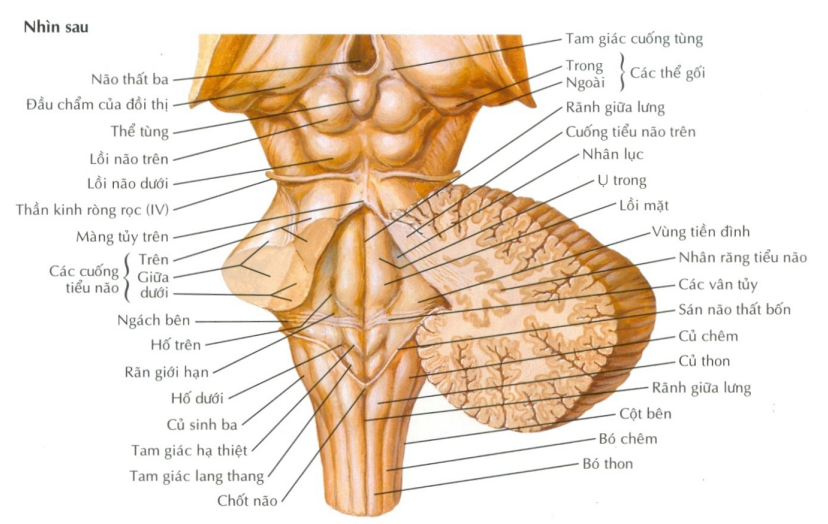 Nhìn sau
Não thất ba
Đầu chẩm của đồi thị
Thể tùng
Lồi não trên
Lồi não dưới
Thần kinh ròng rọc (IV)
Màng tủy trên
Các cuống
tiểu não
Trên
Giữa
dưới
Ngách bên
Hố trên
Răn giới hạn
Hố dưới
Củ sinh ba
Tam giác hạ thiệt
Tam giác lang thang
Chốt não
Tam giác cuống tùng
Trong
Ngoài
Các thể gối
Rãnh giữa lưng
Cuống tiểu não trên
Nhân lục
Ụ trong
Lồi mặt
Vùng tiền đình
Nhân răng tiểu não
Các vân tủy
Sán não thất bốn
Củ chêm
Củ thon
Rãnh giữa lưng
Cột bên
Bó chêm
Bó thon